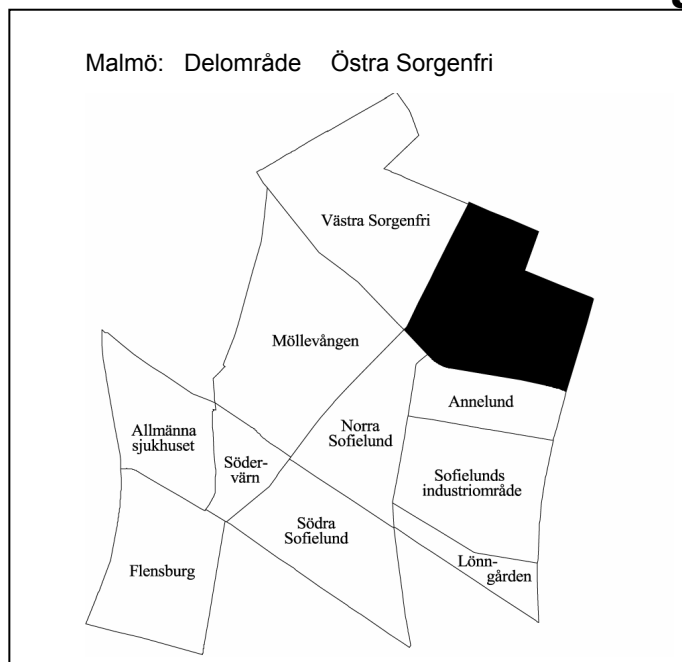 Malmö: Delområde Östra Sorgenfri
Västra Sorgenfri
Möllevången
Annelund
Allmänna
sjukhuset
Söder-
värn
Norra
Sofielund
Sofielunds
industriområde
Södra
Sofielund
Lönn-
gården
Flensburg